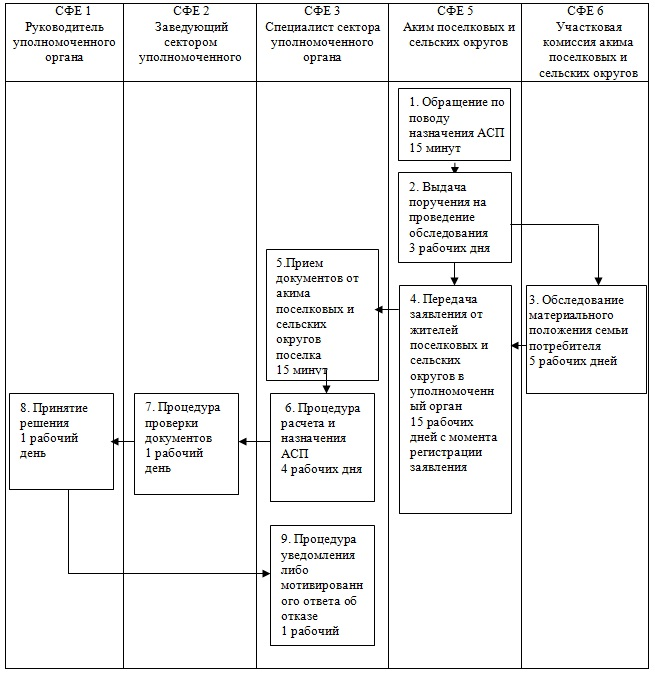 СФЕ 1
Руководитель
уполномоченного
органа
СФЕ 2
Заведующий
сектором
уполномоченного
СФЕ 3
Специалист сектора
уполномоченного
органа
СФЕ 5
Аким поселковых и
сельских округов
СФЕ 6
Участковая
комиссия акима
поселковых и
сельских округов
1. Обращение по
поводу
назначения АСП
15 минут
2. Выдача
поручения на
проведение
обследования
3 рабочих дня
3. Обследование
материального
положения семьи
потребителя
5 рабочих дней
4. Передача
заявления от
жителей
поселковых и
сельских
округов в
уполномоче
нный орган
15 рабочих
дней с момента
регистрации
заявления
5.Прием
документов от
акима
поселковых и
сельских
округов
поселка
15 минут
6. Процедура
расчета и
назначения
АСП
4 рабочих дня
7. Процедура
проверки
документов
1 рабочий
день
8. Принятие
решения
1 рабочий
день
9. Процедура
уведомления
либо
мотивированн
ного ответа об
отказе
1 рабочий